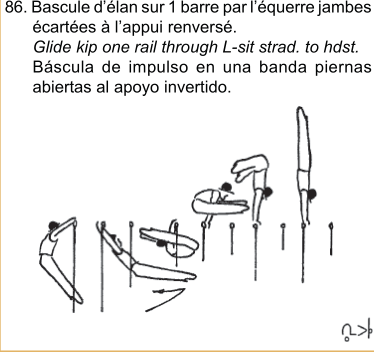 86. Bascule d'élan sur 1 barre par l'équerre jambes
écartées à l'appui renversé.
Glide kip one rail through L-sit strad. to hdst.
Báscula de impulso en una banda piernas
abiertas al apoyo invertido.